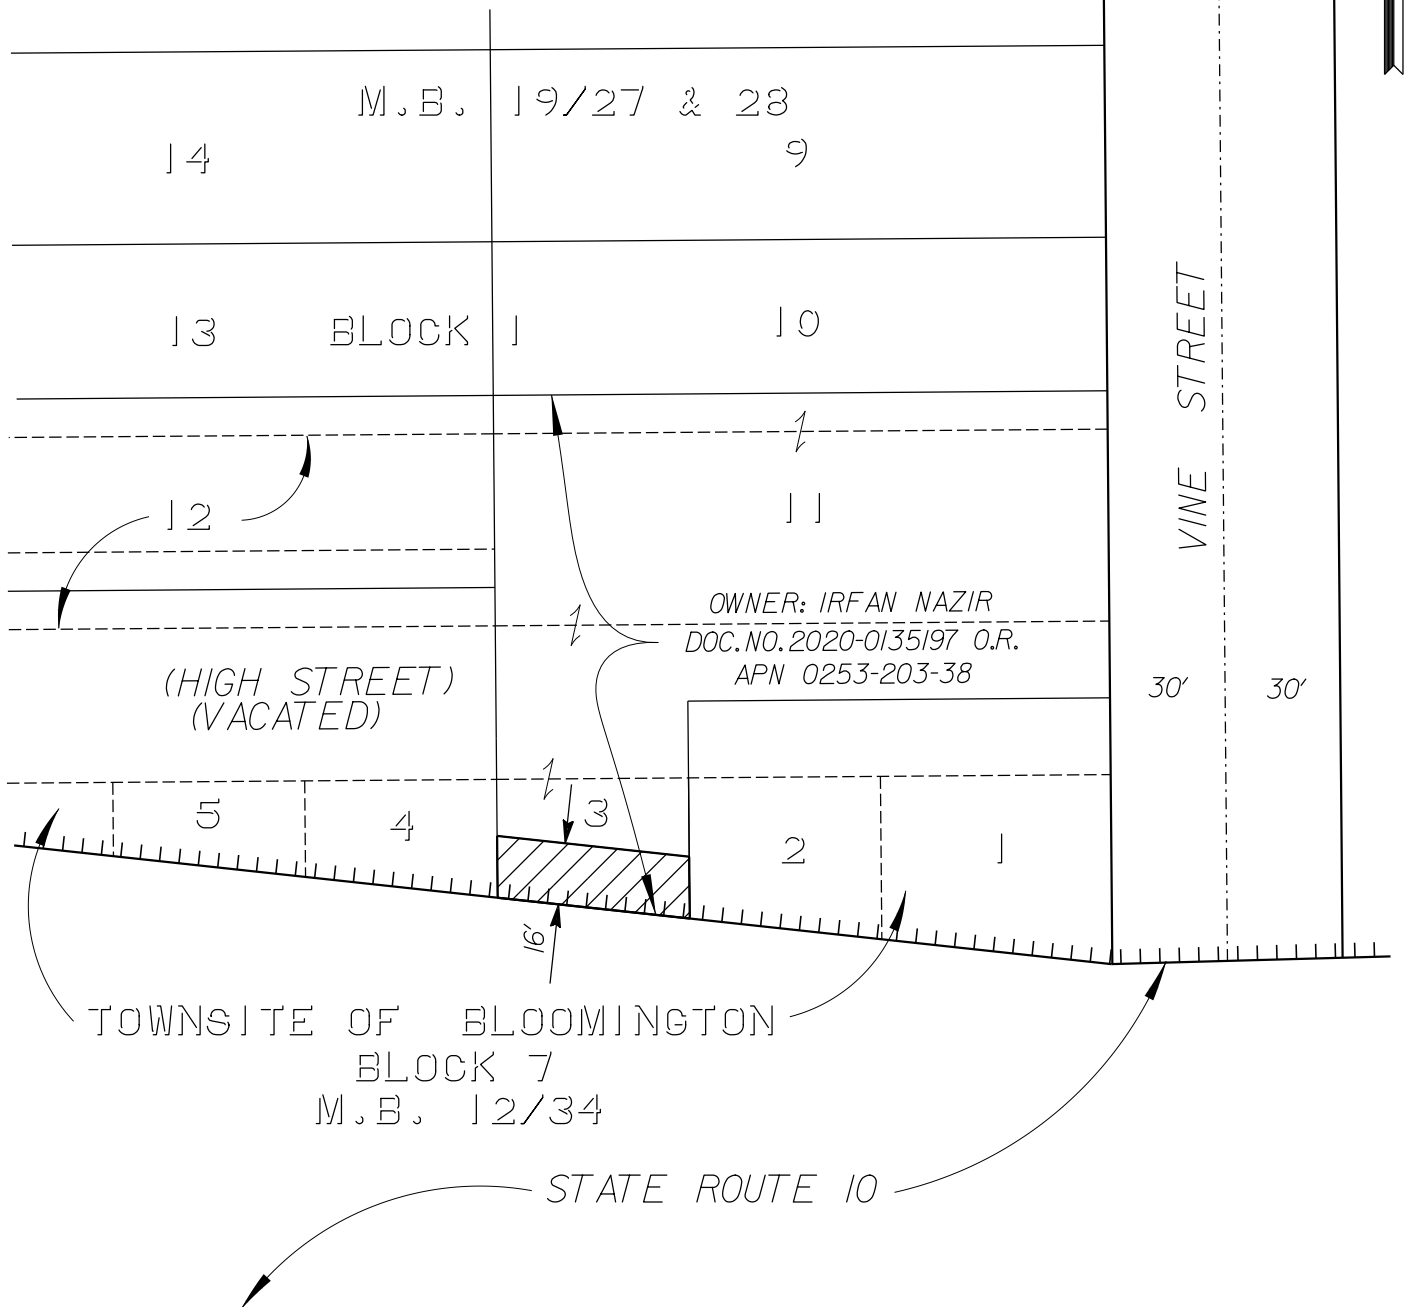 M.B. 19/27 & 28
14
9
13
BLOCK 1
10
VINE STREET
12
11
OWNER: IRFAN NAZIR
DOC.NO.2020-0135197 O.R.
APN 0253-203-38
(HIGH STREET)
(VACATED)
30'
30'
5
4
3
2
1
16'
TOWNSITE OF BLOOMINGTON
BLOCK 7
M.B. 12/34
STATE ROUTE 10